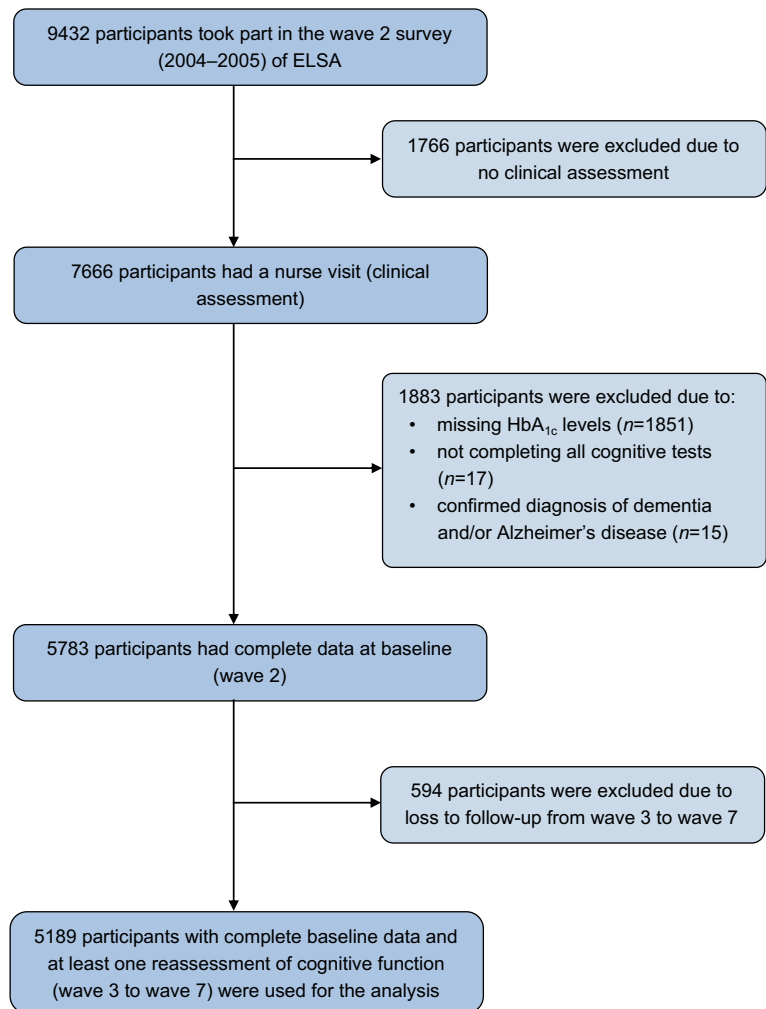 9432 participants took part in the wave 2 survey
(2004–2005) of ELSA
1766 participants were excluded due to
no clinical assessment
7666 participants had a nurse visit (clinical
assessment)
1883 participants were excluded due to:
• missing HbA1c levels (n=1851)
• not completing all cognitive tests
(n=17)
• confirmed diagnosis of dementia
and/or Alzheimer’s disease (n=15)
5783 participants had complete data at baseline
(wave 2)
594 participants were excluded due to
loss to follow-up from wave 3 to wave 7
5189 participants with complete baseline data and
at least one reassessment of cognitive function
(wave 3 to wave 7) were used for the analysis